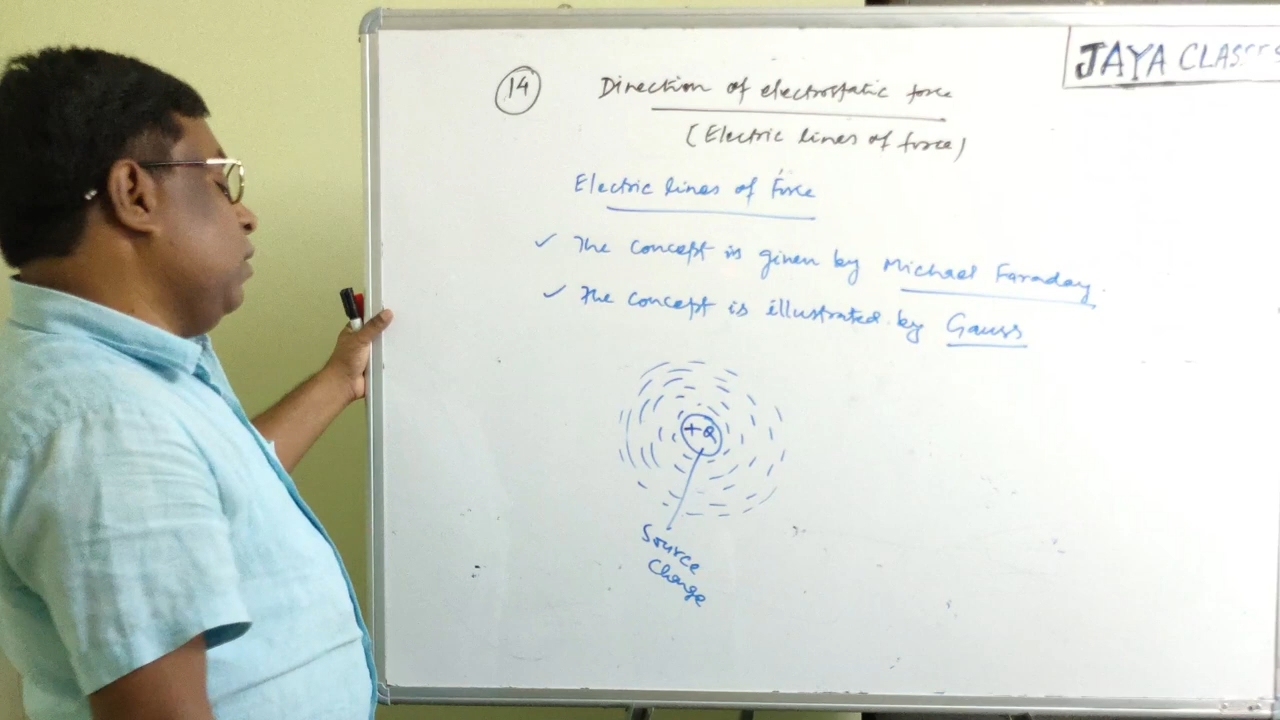 JAYA CLASSES
14
Direction of electrostatic force
(Electric lines of force)
Electric lines of Force
✓ The concept is given by Michael Faraday.
✓ The concept is illustrated by Gauss
+Q
Source
Charge